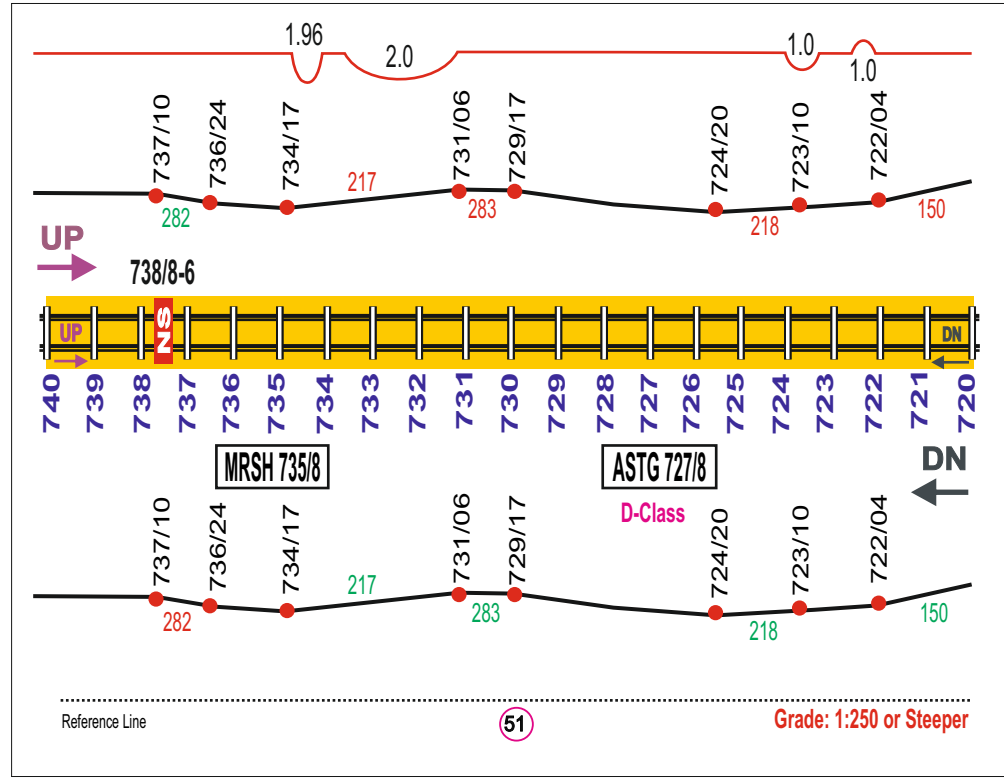 1.96
2.0
1.0
1.0
737/10
736/24
734/17
731/06
729/17
724/20
723/10
722/04
282
217
283
218
150
UP
738/8-6
NS
UP
DN
740 739 738 737 736 735 734 733 732 731 730 729 728 727 726 725 724 723 722 721 720
MRSH 735/8
ASTG 727/8
DN
D-Class
737/10
736/24
734/17
731/06
729/17
724/20
723/10
722/04
282
217
283
218
150
Reference Line
51
Grade: 1:250 or Steeper